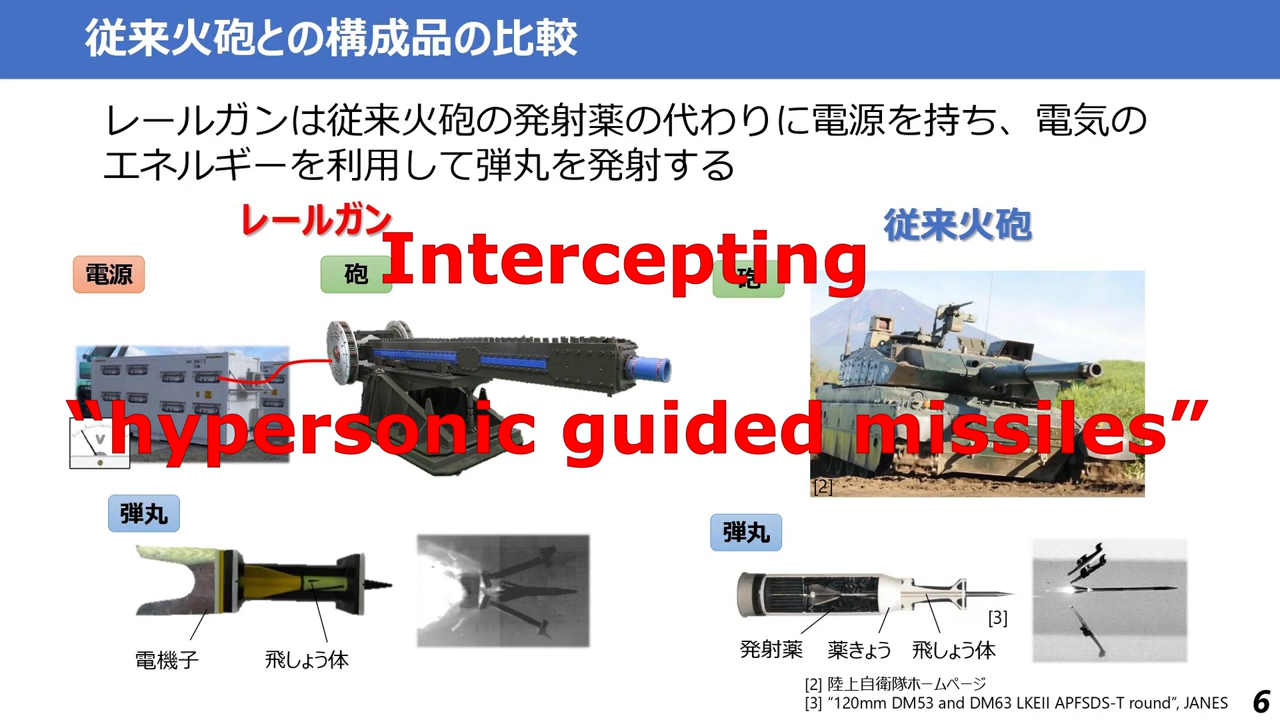 従来火砲との構成品の比較
レールガンは従来火砲の発射薬の代わりに電源を持ち、電気の
エネルギーを利用して弾丸を発射する
レールガン
従来火砲
Intercepting
電源
砲
砲
“hypersonic guided missiles”
V
[2]
弾丸
弾丸
[3]
電機子
飛しょう体
発射薬
薬きょう
飛しょう体
[2] 陸上自衛隊ホームページ
[3] “120mm DM53 and DM63 LKEII APFSDS-T round“, JANES
6